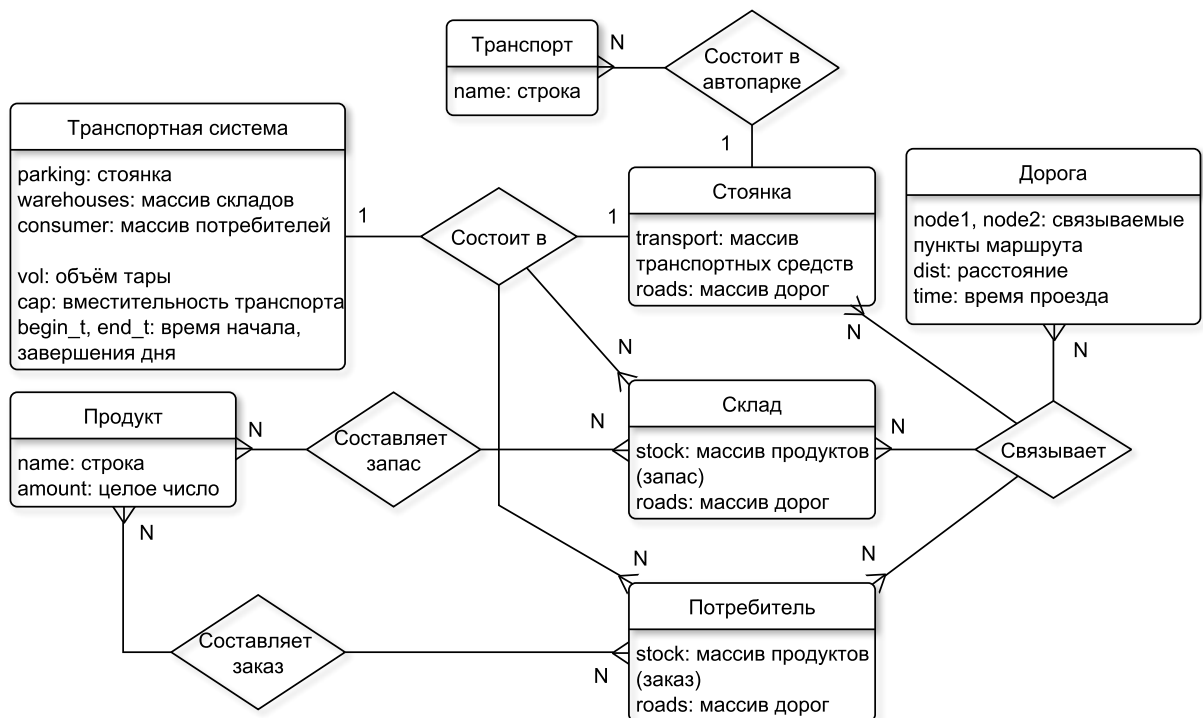 Транспорт
name: строка
N
Состоит в
автопарке
1
Транспортная система
parking: стоянка
warehouses: массив складов
consumer: массив потребителей
vol: объём тары
cap: вместительность транспорта
begin_t, end_t: время начала,
завершения дня
1
Состоит в
1
Стоянка
transport: массив
транспортных средств
roads: массив дорог
N
Дорога
node1, node2: связываемые
пункты маршрута
dist: расстояние
time: время проезда
N
Продукт
name: строка
amount: целое число
N
Составляет
запас
N
N
Склад
stock: массив продуктов
(запас)
roads: массив дорог
N
Связывает
N
N
N
Потребитель
stock: массив продуктов
(заказ)
roads: массив дорог
Составляет
заказ
N